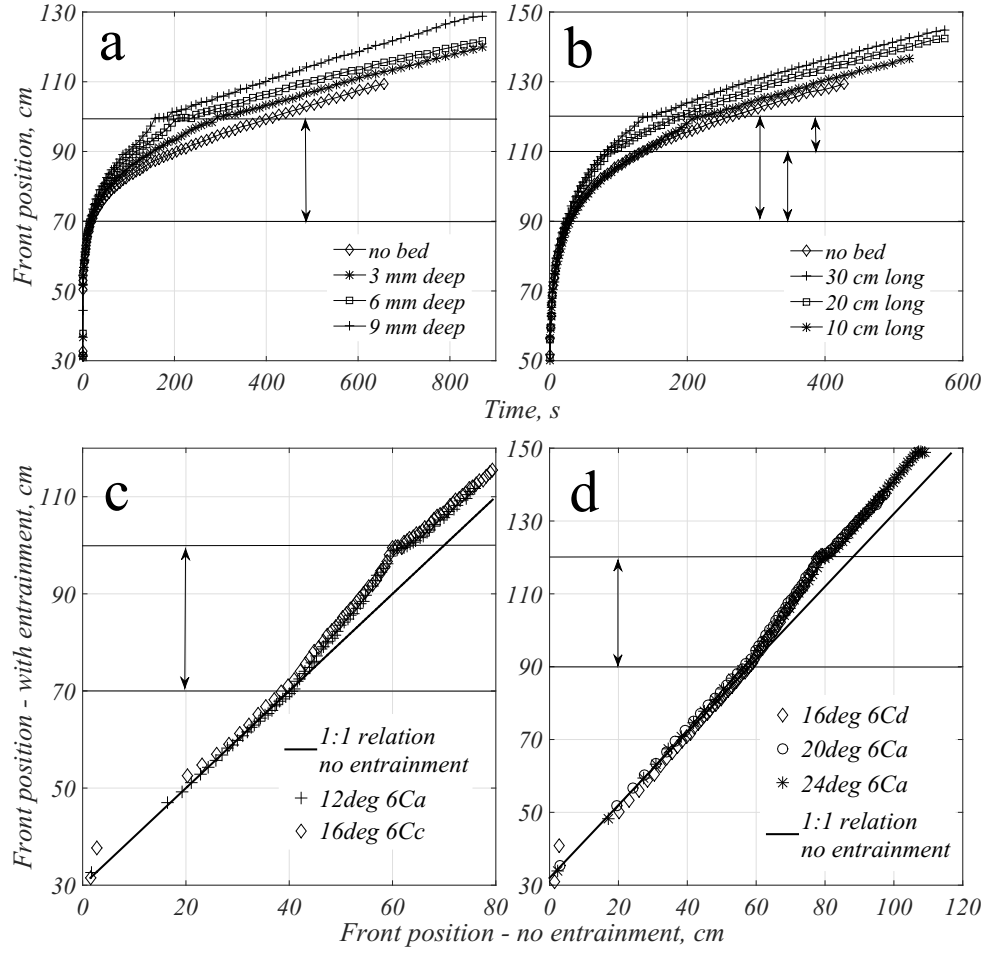 130
110
90
70
50
30
Front position, cm
a
no bed
3 mm deep
6 mm deep
9 mm deep
0 200 400 600 800
150
130
110
90
70
50
b
no bed
30 cm long
20 cm long
10 cm long
0 200 400 600
Time, s
110
90
70
50
30
Front position - with entrainment, cm
c
1:1 relation
no entrainment
12deg 6Ca
16deg 6Cc
0 20 40 60 80
150
130
110
90
70
50
30
d
16deg 6Cd
20deg 6Ca
24deg 6Ca
1:1 relation
no entrainment
0 20 40 60 80 100 120
Front position - no entrainment, cm